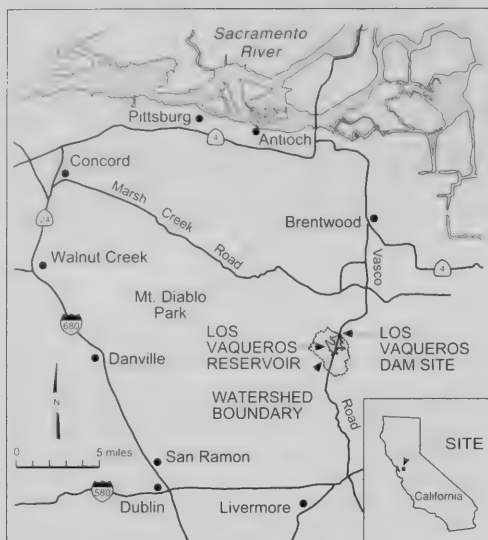 Sacramento
River
Pittsburg
Antioch
4
Concord
Marsh
Creek
Road
Brentwood
24
Vasco
4
Walnut Creek
Mt. Diablo
Park
680
LOS
VAQUEROS
RESERVOIR
LOS
VAQUEROS
DAM SITE
Danville
WATERSHED
BOUNDARY
N
Road
0 5 miles
San Ramon
SITE
California
580
Dublin
Livermore